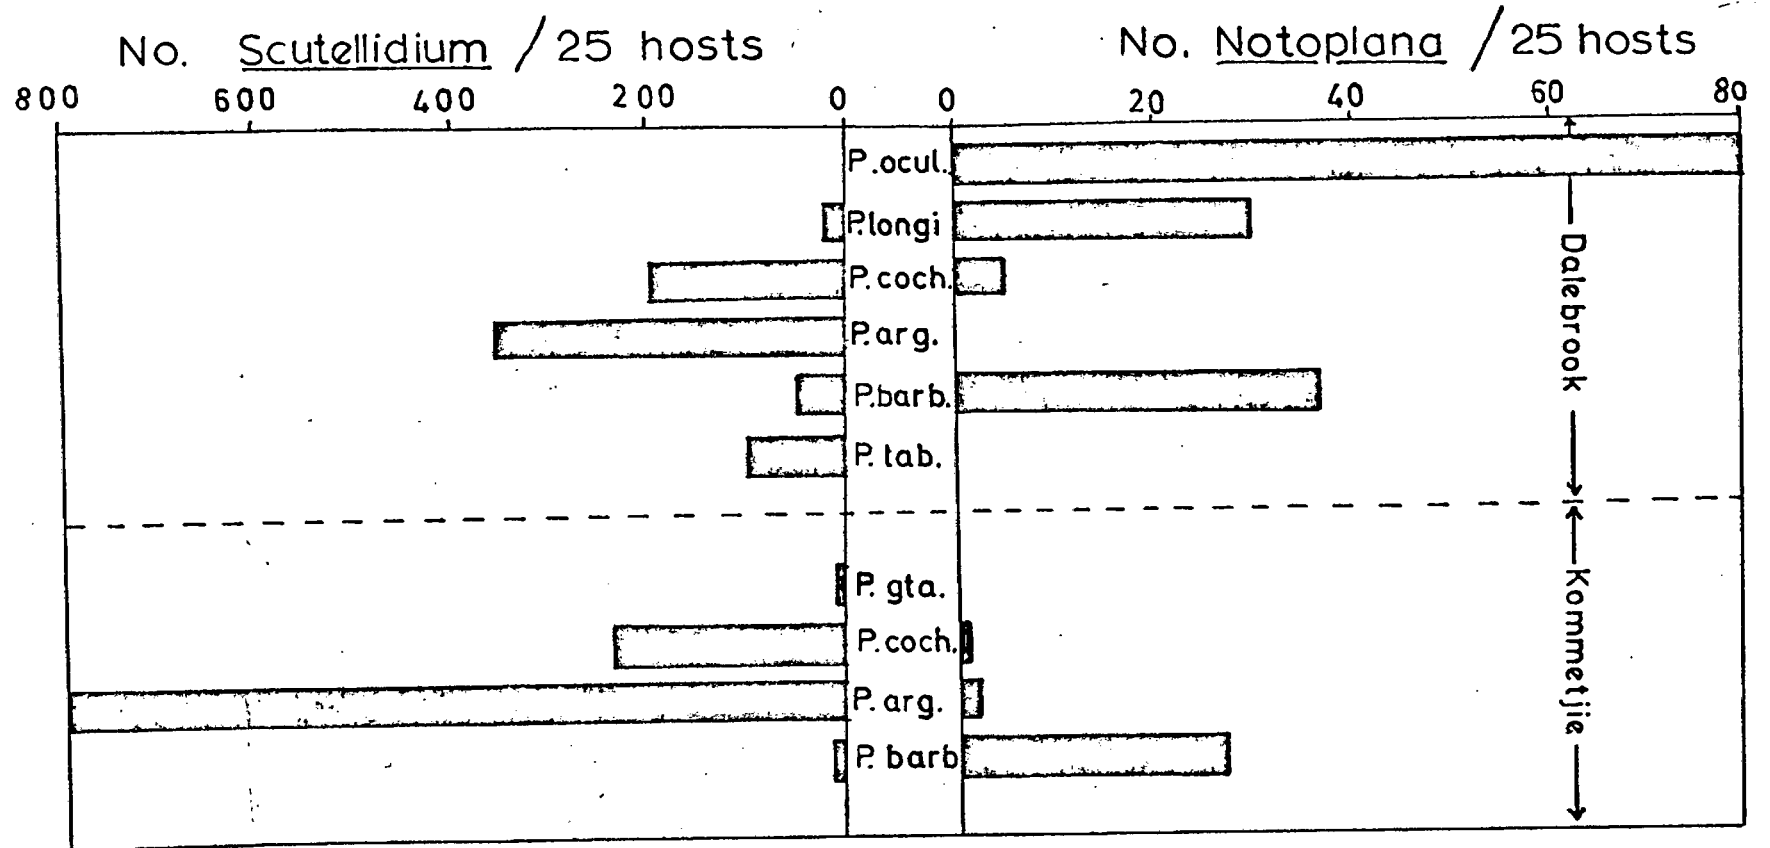 No. Scutellidium / 25 hosts
No. Notoplana / 25 hosts
800 600 400 200 0
0 20 40 60 80
P.ocul.
P.longi
P.coch.
P.arg.
P.barb.
P.tab.
Dalebrook
P.gta.
P.coch.
P.arg.
P.barb
Kommetjie